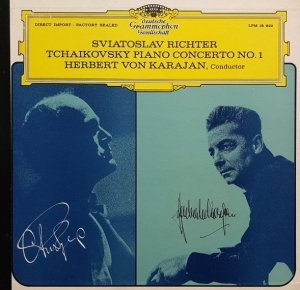 DIRECT IMPORT - FACTORY SEALED
Deutsche
Grammophon
Gesellschaft
SVIATOSLAV RICHTER
TCHAIKOVSKY PIANO CONCERTO NO. 1
HERBERT VON KARAJAN, Conductor